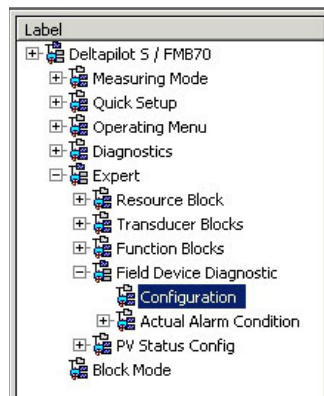 Label
Deltapilot S / FMB70
Measuring Mode
Quick Setup
Operating Menu
Diagnostics
Expert
Resource Block
Transducer Blocks
Function Blocks
Field Device Diagnostic
Configuration
Actual Alarm Condition
PV Status Config
Block Mode